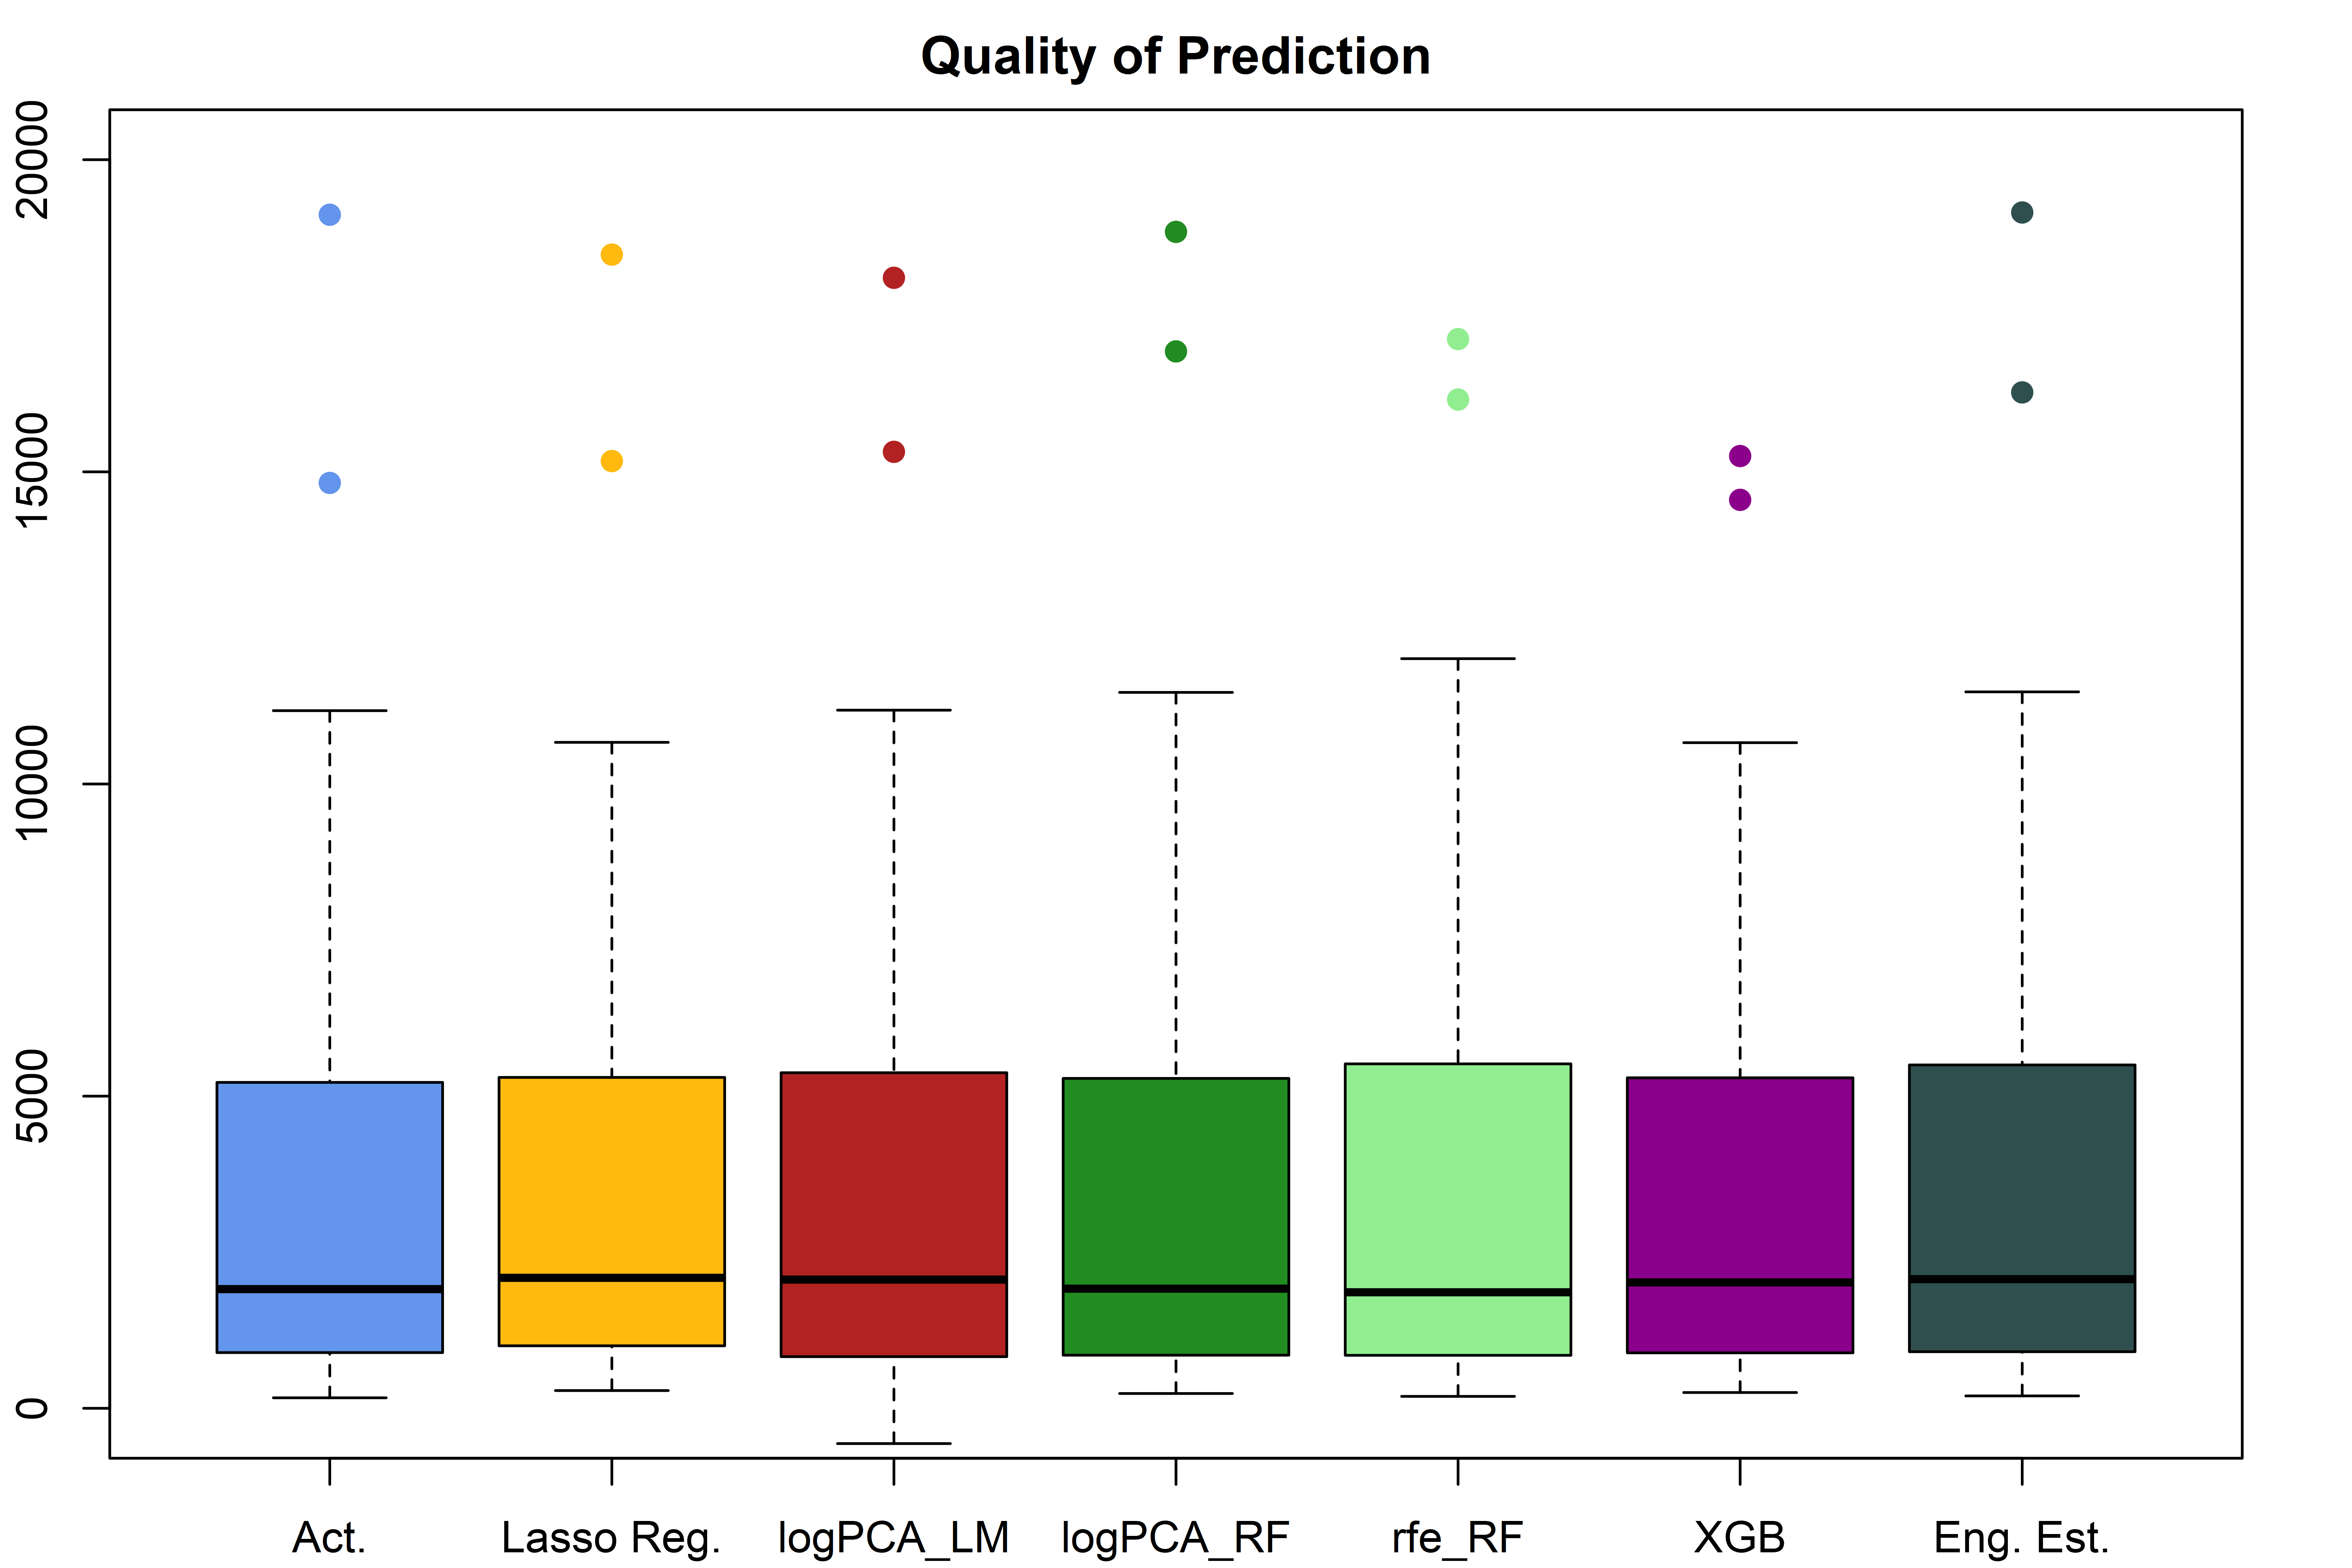 Quality of Prediction
20000
15000
10000
5000
0
Act. Lasso Reg. logPCA_LM logPCA_RF rfe_RF XGB Eng. Est.